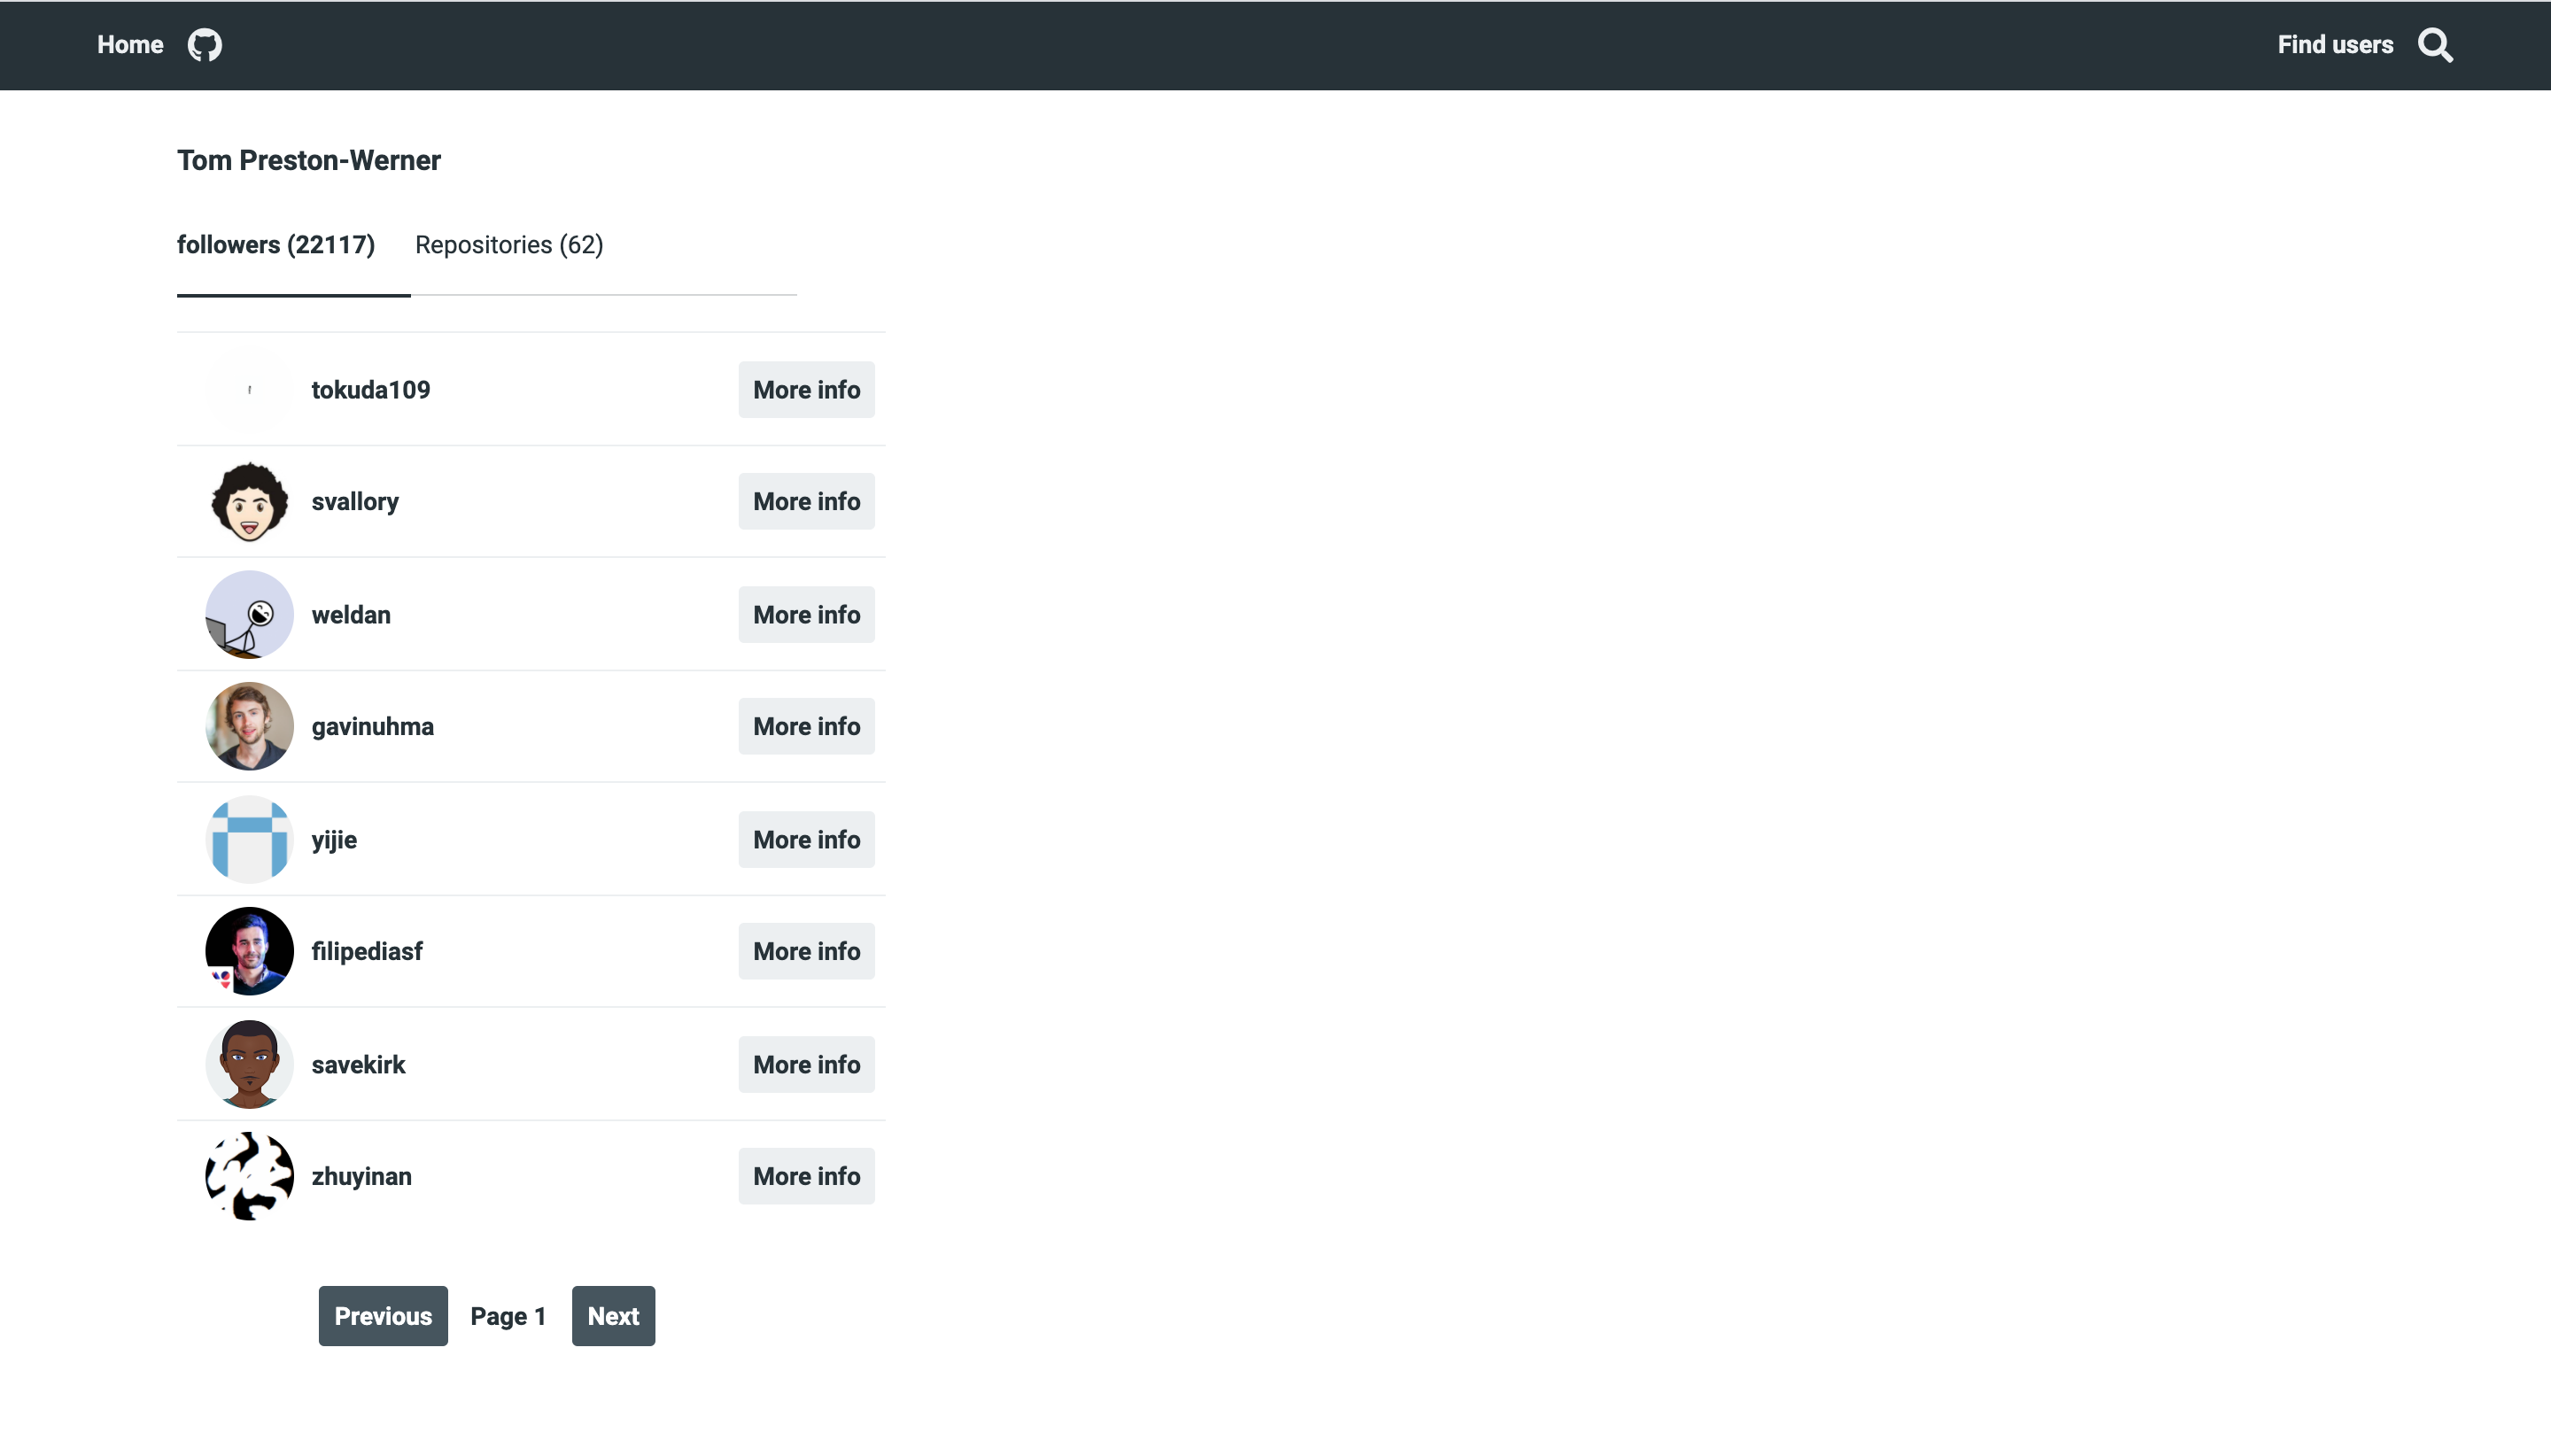 Home
Find users
Tom Preston-Werner
followers (22117) Repositories (62)
tokuda109 More info
svallory More info
weldan More info
gavinuhma More info
yijie More info
filipediasf More info
savekirk More info
zhuyinan More info
Previous Page 1 Next